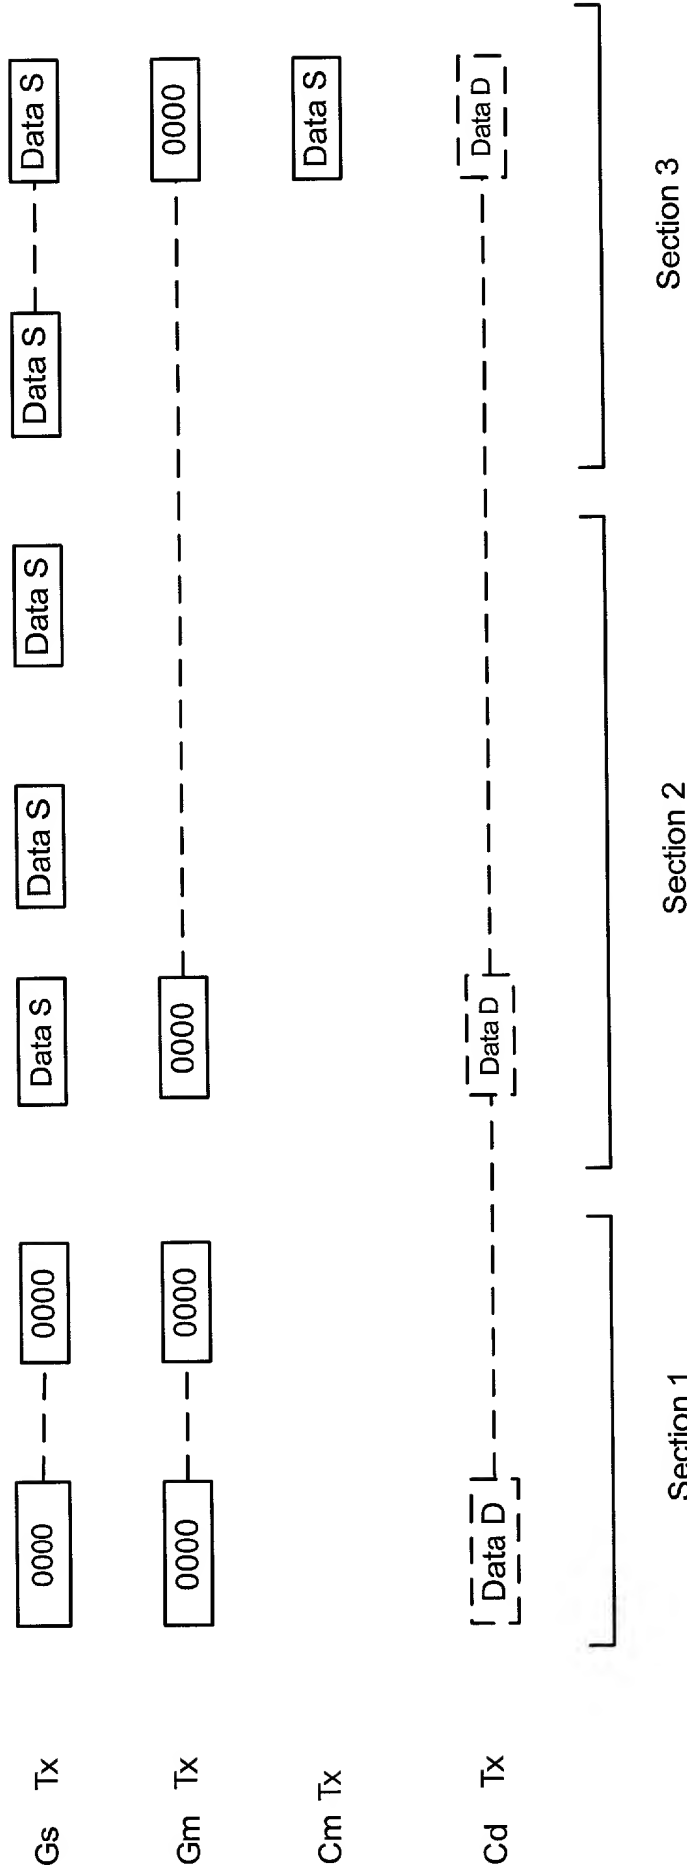 Gs Tx 0000 0000 Data S Data S Data S Data S Data S
Gm Tx 0000 0000 0000 0000
Cm Tx Data S
Cd Tx Data D Data D Data D
Section 1 Section 2 Section 3